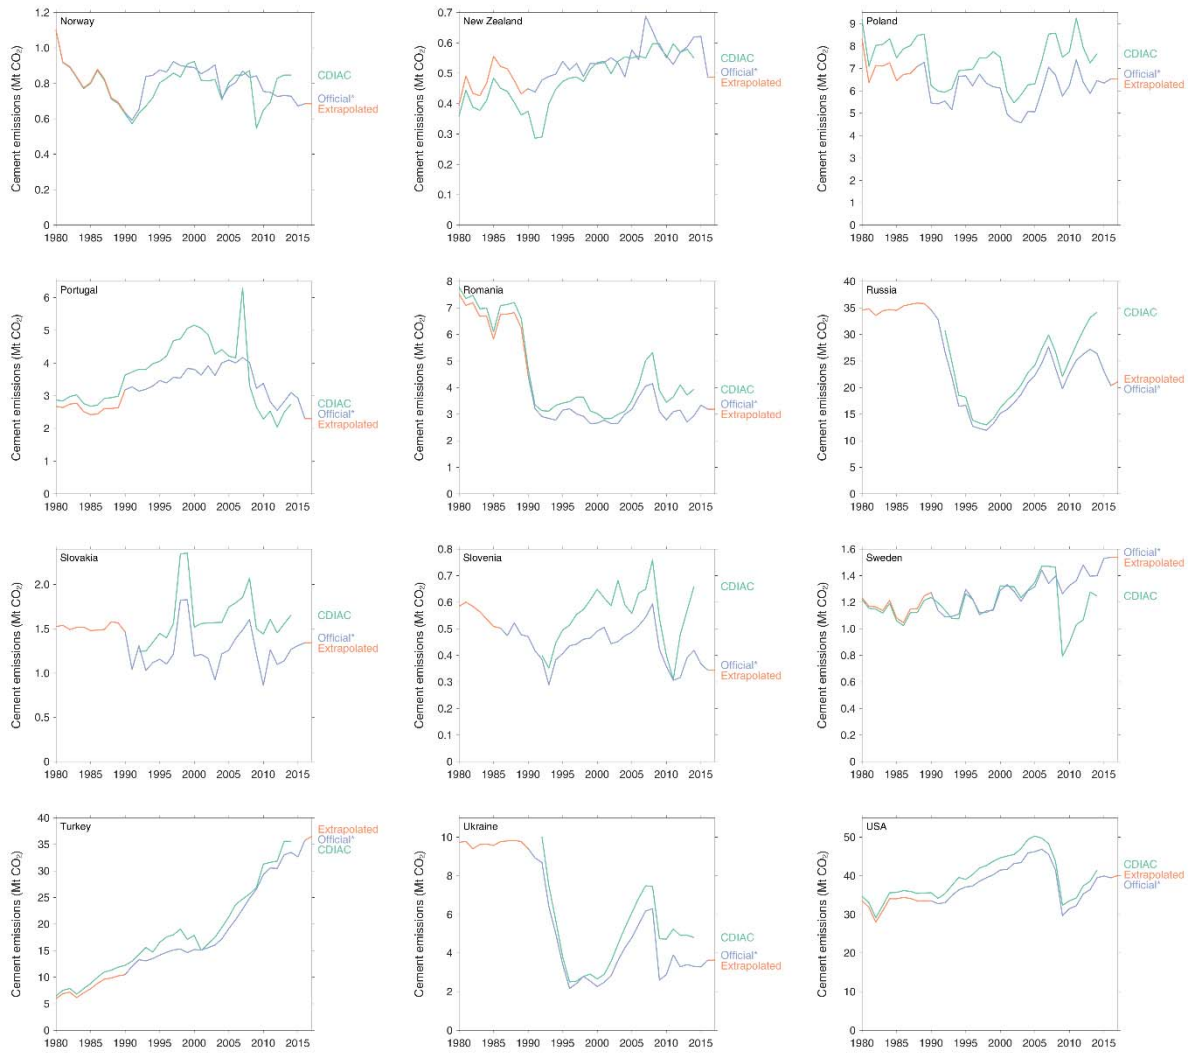 Norway
Cement emissions (Mt CO₂)
1.2
1.0
0.8
0.6
0.4
0.2
0
1980 1985 1990 1995 2000 2005 2010 2015
CDIAC
Official*
Extrapolated
New Zealand
Cement emissions (Mt CO₂)
0.7
0.6
0.5
0.4
0.3
0.2
0.1
0
1980 1985 1990 1995 2000 2005 2010 2015
CDIAC
Official*
Extrapolated
Poland
Cement emissions (Mt CO₂)
9
8
7
6
5
4
3
2
1
0
1980 1985 1990 1995 2000 2005 2010 2015
CDIAC
Official*
Extrapolated
Portugal
Cement emissions (Mt CO₂)
6
5
4
3
2
1
0
1980 1985 1990 1995 2000 2005 2010 2015
CDIAC
Official*
Extrapolated
Romania
Cement emissions (Mt CO₂)
8
7
6
5
4
3
2
1
0
1980 1985 1990 1995 2000 2005 2010 2015
CDIAC
Official*
Extrapolated
Russia
Cement emissions (Mt CO₂)
40
35
30
25
20
15
10
5
0
1980 1985 1990 1995 2000 2005 2010 2015
CDIAC
Extrapolated
Official*
Slovakia
Cement emissions (Mt CO₂)
2.0
1.5
1.0
0.5
0
1980 1985 1990 1995 2000 2005 2010 2015
CDIAC
Official*
Extrapolated
Slovenia
Cement emissions (Mt CO₂)
0.8
0.7
0.6
0.5
0.4
0.3
0.2
0.1
0
1980 1985 1990 1995 2000 2005 2010 2015
CDIAC
Official*
Extrapolated
Sweden
Cement emissions (Mt CO₂)
1.6
1.4
1.2
1.0
0.8
0.6
0.4
0.2
0
1980 1985 1990 1995 2000 2005 2010 2015
Official*
Extrapolated
CDIAC
Turkey
Cement emissions (Mt CO₂)
40
35
30
25
20
15
10
5
0
1980 1985 1990 1995 2000 2005 2010 2015
Extrapolated
Official*
CDIAC
Ukraine
Cement emissions (Mt CO₂)
10
8
6
4
2
0
1980 1985 1990 1995 2000 2005 2010 2015
CDIAC
Official*
Extrapolated
USA
Cement emissions (Mt CO₂)
50
40
30
20
10
0
1980 1985 1990 1995 2000 2005 2010 2015
CDIAC
Extrapolated
Official*